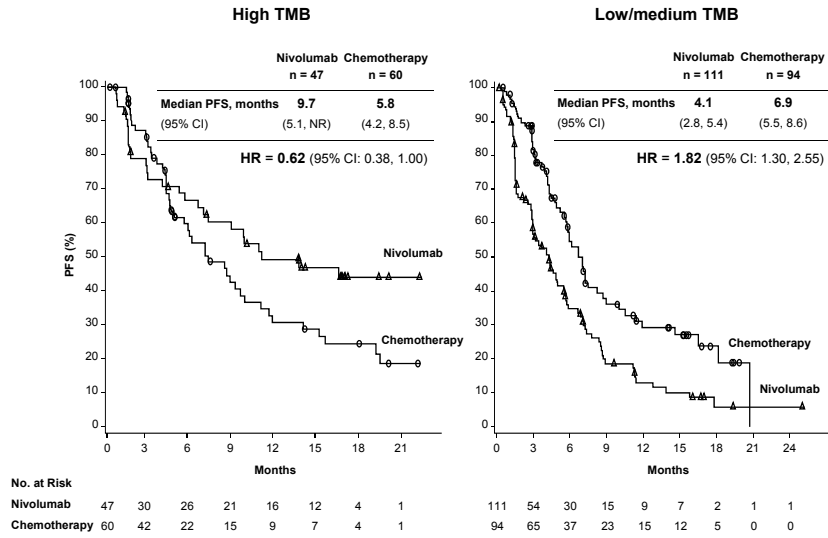 High TMB
Nivolumab Chemotherapy
n = 47 n = 60
Median PFS, months 9.7 5.8
(95% CI) (5.1, NR) (4.2, 8.5)
HR = 0.62 (95% CI: 0.38, 1.00)
PFS (%)
100
90
80
70
60
50
40
30
20
10
0
Nivolumab
Chemotherapy
0 3 6 9 12 15 18 21
Months
Low/medium TMB
Nivolumab Chemotherapy
n = 111 n = 94
Median PFS, months 4.1 6.9
(95% CI) (2.8, 5.4) (5.5, 8.6)
HR = 1.82 (95% CI: 1.30, 2.55)
100
90
80
70
60
50
40
30
20
10
0
Chemotherapy
Nivolumab
0 3 6 9 12 15 18 21 24
Months
No. at Risk
Nivolumab 47 30 26 21 16 12 4 1 111 54 30 15 9 7 2 1 1
Chemotherapy 60 42 22 15 9 7 4 1 94 65 37 23 15 12 5 0 0